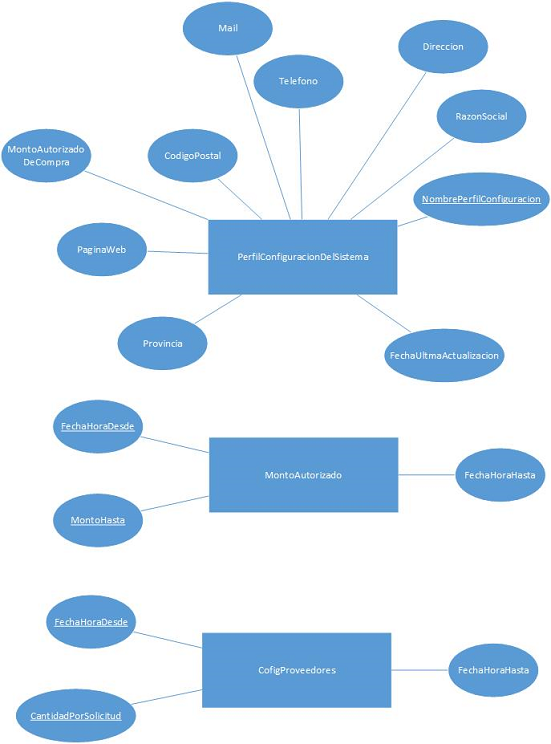 Mail
Direccion
Telefono
RazonSocial
MontoAutorizado
DeCompra
CodigoPostal
NombrePerfilConfiguracion
PaginaWeb
PerfilConfiguracionDelSistema
Provincia
FechaUltmaActualizacion
FechaHoraDesde
MontoAutorizado
FechaHoraHasta
MontoHasta
FechaHoraDesde
CofigProveedores
FechaHoraHasta
CantidadPorSolicitud